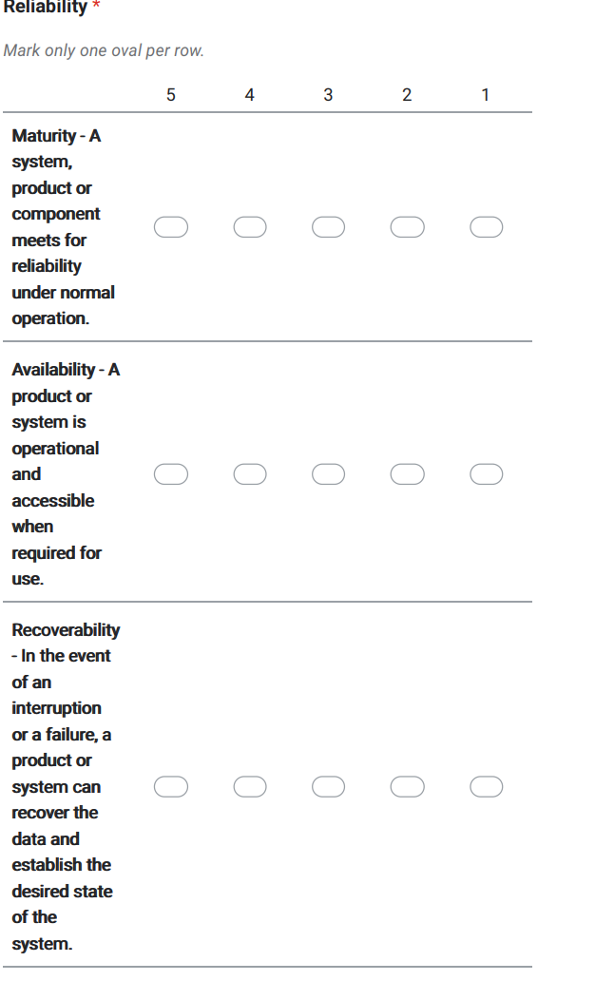 Reliability *
Mark only one oval per row.
5 4 3 2 1
Maturity - A
system,
product or
component
meets for
reliability
under normal
operation.
Availability - A
product or
system is
operational
and
accessible
when
required for
use.
Recoverability
- In the event
of an
interruption
or a failure, a
product or
system can
recover the
data and
establish the
desired state
of the
system.